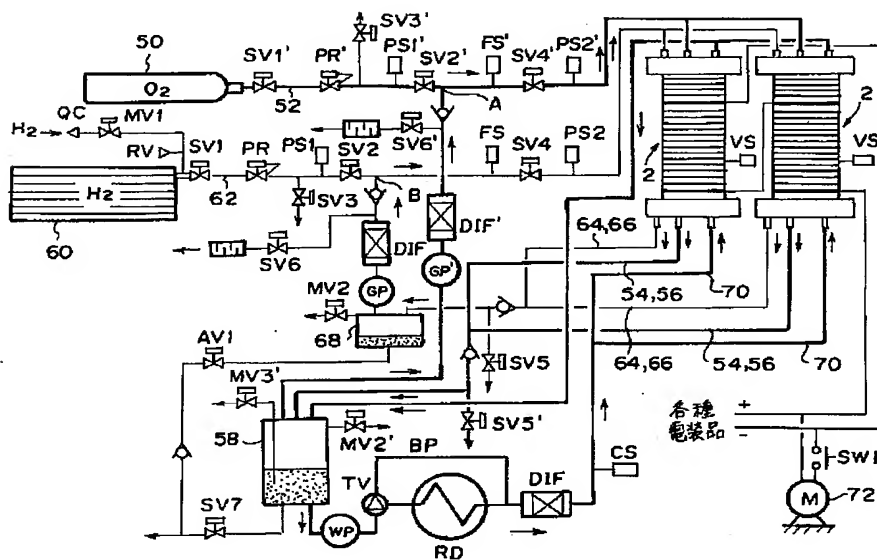 SV3'
50
SV1'
PR'
PS1'
SV2'
FS'
SV4'
PS2'
O2
52
A
QC
MV1
H2
RV
SV1
PR
PS1
SV2
SV6'
FS
SV4
PS2
2
VS
2
VS
H2
60
62
SV3
B
DIF
DIF'
64,66
SV6
GP
GP'
MV2
54,56
70
68
AV1
SV5
64,66
54,56
70
MV3'
58
SV5'
MV2'
BP
各種
電装品
+
-
CS
SW1
TV
DIF
M
72
SV7
WP
RD